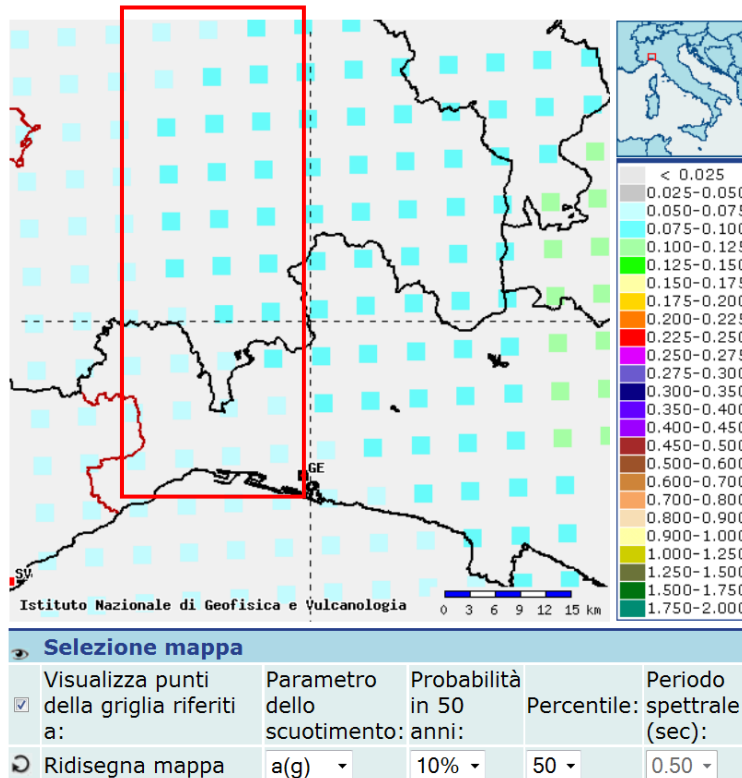 GE
SV
Istituto Nazionale di Geofisica e Vulcanologia
0 3 6 9 12 15 km
< 0.025
0.025-0.050
0.050-0.075
0.075-0.100
0.100-0.125
0.125-0.150
0.150-0.175
0.175-0.200
0.200-0.225
0.225-0.250
0.250-0.275
0.275-0.300
0.300-0.350
0.350-0.400
0.400-0.450
0.450-0.500
0.500-0.600
0.600-0.700
0.700-0.800
0.800-0.900
0.900-1.000
1.000-1.250
1.250-1.500
1.500-1.750
1.750-2.000
Selezione mappa
Visualizza punti della griglia riferiti a:
Parametro dello scuotimento:
Probabilità in 50 anni:
Percentile:
Periodo spettrale (sec):
Ridisegna mappa
a(g)
10%
50
0.50